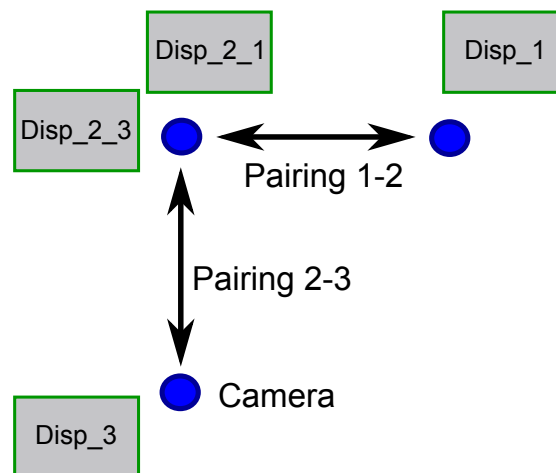 Disp_2_1
Disp_1
Disp_2_3
Pairing 1-2
Pairing 2-3
Camera
Disp_3